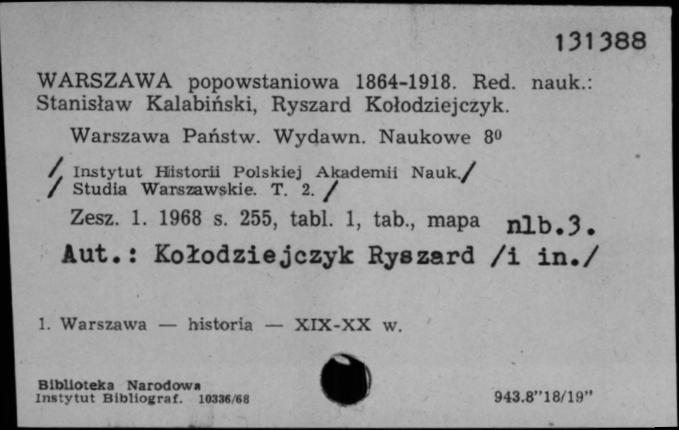 131388
WARSZAWA popowstaniowa 1864-1918. Red. nauk.:
Stanisław Kalabiński, Ryszard Kołodziejczyk.
Warszawa Państw. Wydawn. Naukowe 8⁰
/ Instytut Historii Polskiej Akademii Nauk./
/ Studia Warszawskie. T. 2. /
Zesz. 1. 1968 s. 255, tabl. 1, tab., mapa nlb.3.
Aut.: Kołodziejczyk Ryszard /i in./
1. Warszawa — historia — XIX-XX w.
Biblioteka Narodowa
Instytut Bibliograf. 10336/68
943.8"18/19"